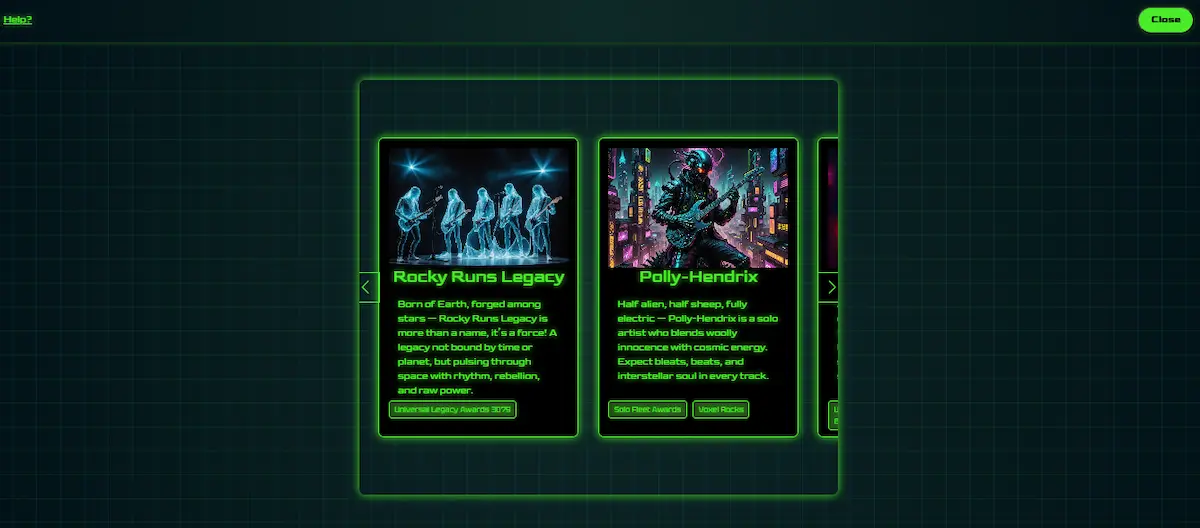 Help?
Close
Rocky Runs Legacy
Born of Earth, forged among
stars — Rocky Runs Legacy is
more than a name, it's a force! A
legacy not bound by time or
planet, but pulsing through
space with rhythm, rebellion,
and raw power.
Universal Legacy Awards 3079
Polly-Hendrix
Half alien, half sheep, fully
electric — Polly-Hendrix is a solo
artist who blends woolly
innocence with cosmic energy.
Expect bleats, beats, and
interstellar soul in every track.
Solo Fleet Awards
Voxel Rocks